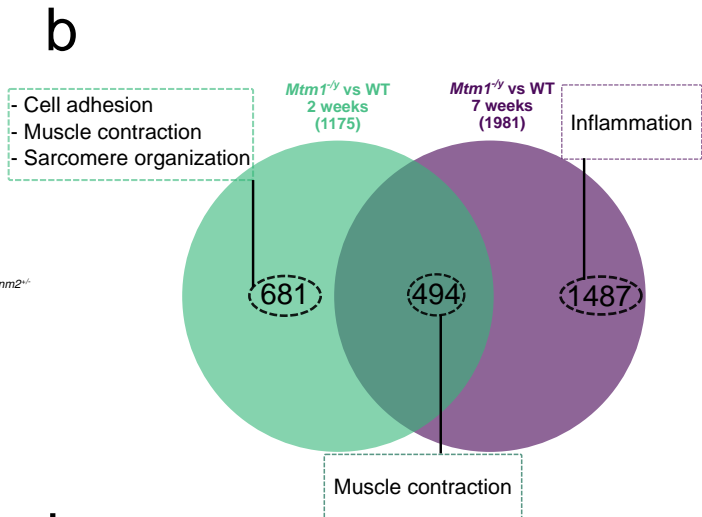 b
- Cell adhesion
- Muscle contraction
- Sarcomere organization
Mtm1-/y vs WT
2 weeks
(1175)
Mtm1-/y vs WT
7 weeks
(1981)
Inflammation
nm2+/-
681
494
1487
Muscle contraction